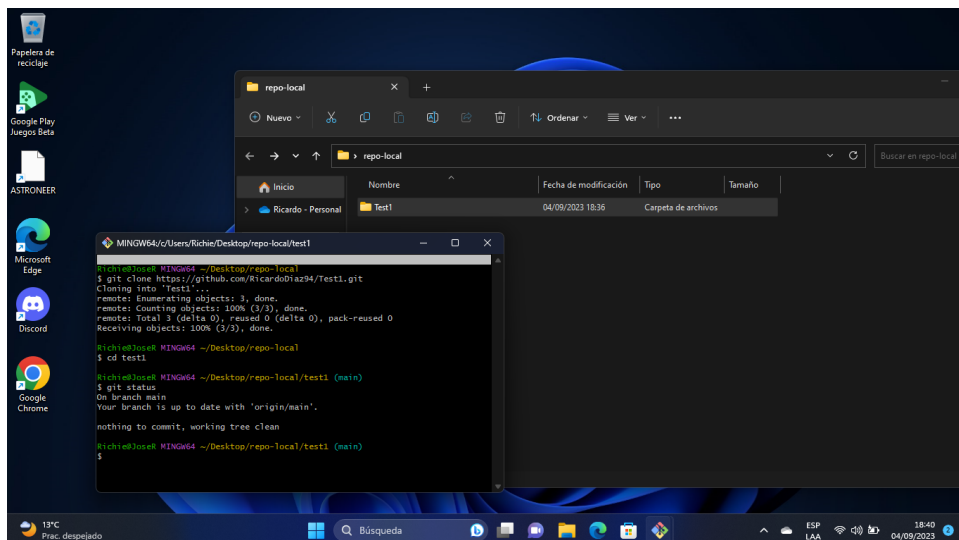 Papelera de
reciclaje
Google Play
Juegos Beta
ASTRONEER
Microsoft
Edge
Discord
Google
Chrome
repo-local
Nuevo
Ordenar
Ver
repo-local
Buscar en repo-local
Inicio
Ricardo - Personal
Nombre
Fecha de modificación
Tipo
Tamaño
Test1
04/09/2023 18:36
Carpeta de archivos
MINGW64:/c/Users/Richie/Desktop/repo-local/test1
Richie@JoseR MINGW64 ~/Desktop/repo-local
$ git clone https://github.com/RicardoDiaz94/Test1.git
Cloning into 'Test1'...
remote: Enumerating objects: 3, done.
remote: Counting objects: 100% (3/3), done.
remote: Total 3 (delta 0), reused 0 (delta 0), pack-reused 0
Receiving objects: 100% (3/3), done.
Richie@JoseR MINGW64 ~/Desktop/repo-local
$ cd test1
Richie@JoseR MINGW64 ~/Desktop/repo-local/test1 (main)
$ git status
On branch main
Your branch is up to date with 'origin/main'.
nothing to commit, working tree clean
Richie@JoseR MINGW64 ~/Desktop/repo-local/test1 (main)
$
13°C
Prac. despejado
Búsqueda
ESP
LAA
18:40
04/09/2023
2